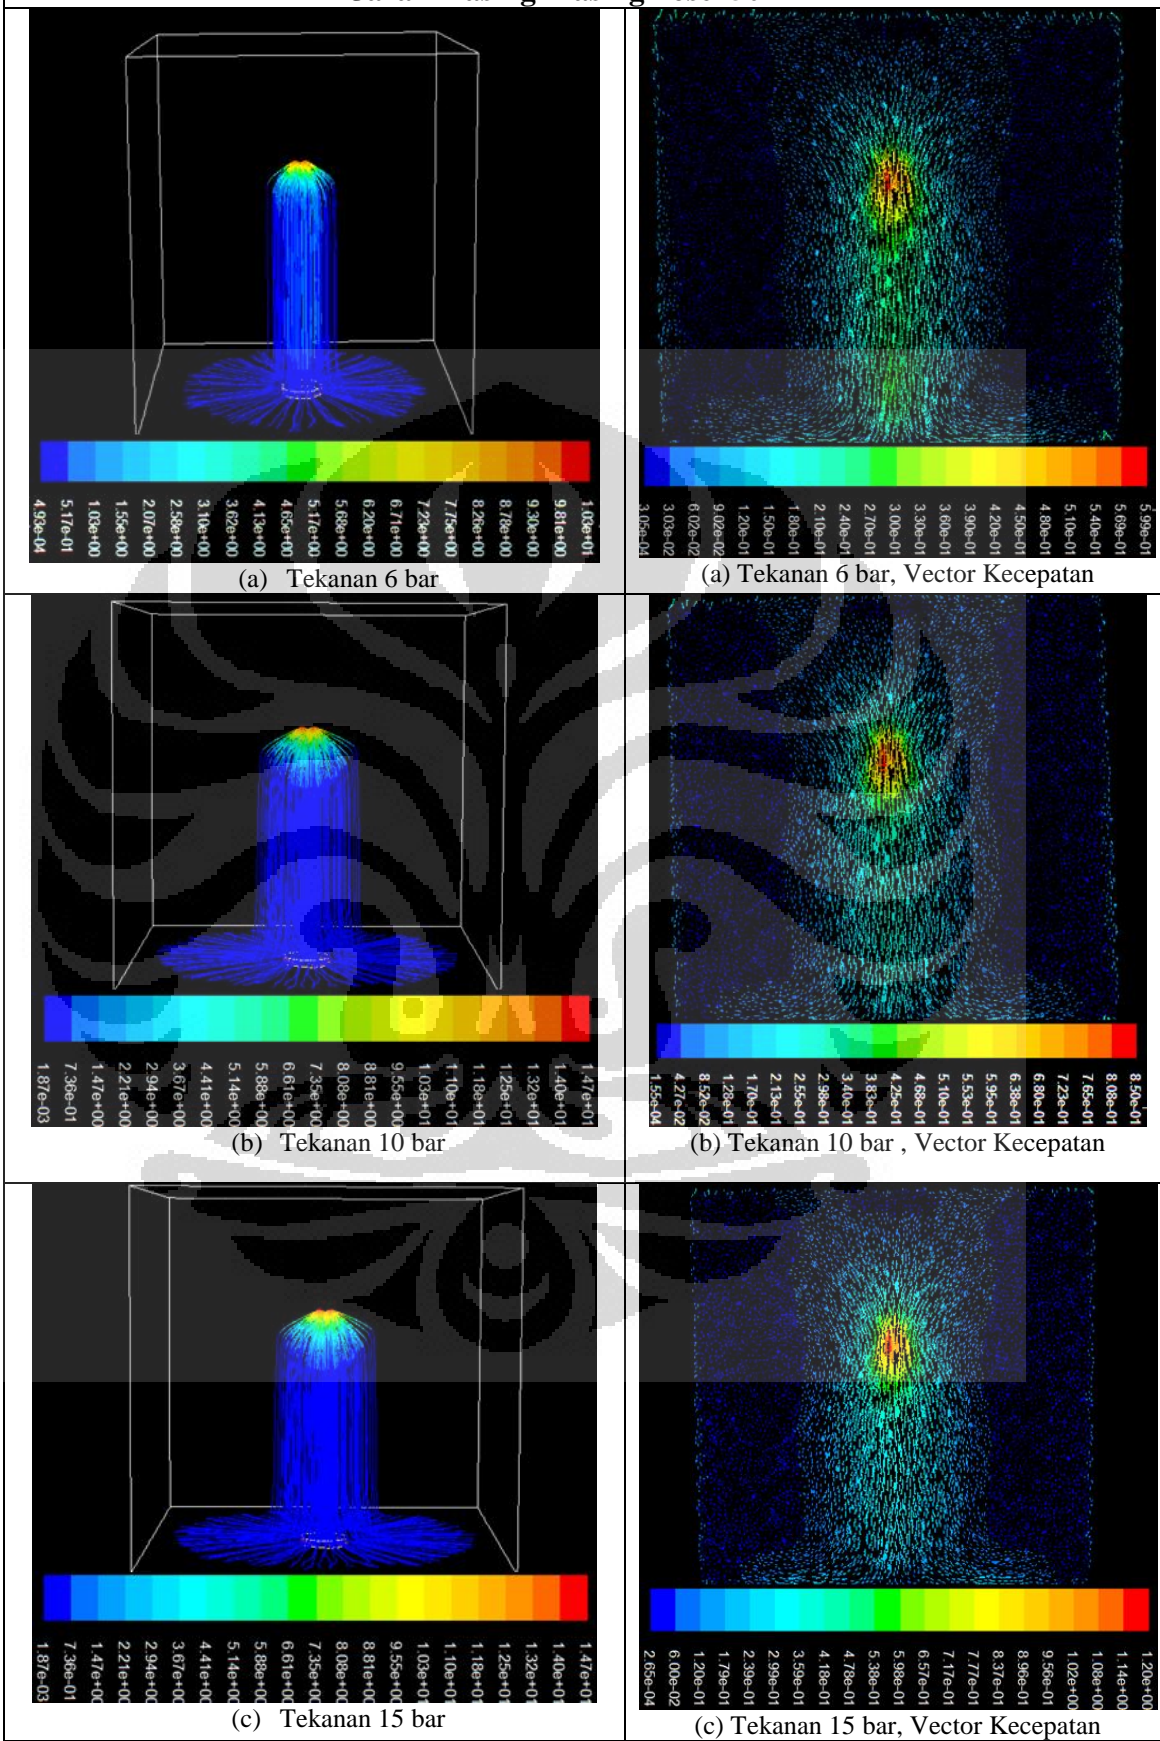 4.93e-04 5.17e-01 1.03e+00 1.55e+00 2.07e+00 2.58e+00 3.10e+00 3.62e+00 4.13e+00 4.65e+00 5.17e+00 5.68e+00 6.20e+00 6.71e+00 7.23e+00 7.75e+00 8.26e+00 8.78e+00 9.30e+00 9.81e+00 1.03e+01
(a) Tekanan 6 bar
3.05e-04 3.03e-02 6.02e-02 9.02e-02 1.20e-01 1.50e-01 1.80e-01 2.10e-01 2.40e-01 2.70e-01 3.00e-01 3.30e-01 3.60e-01 3.90e-01 4.20e-01 4.50e-01 4.80e-01 5.10e-01 5.40e-01 5.69e-01 5.99e-01
(a) Tekanan 6 bar, Vector Kecepatan
1.87e-03 7.36e-01 1.47e+00 2.21e+00 2.94e+00 3.67e+00 4.41e+00 5.14e+00 5.88e+00 6.61e+00 7.35e+00 8.08e+00 8.81e+00 9.55e+00 1.03e+01 1.10e+01 1.18e+01 1.25e+01 1.32e+01 1.40e+01 1.47e+01
(b) Tekanan 10 bar
1.55e-04 4.27e-02 8.52e-02 1.28e-01 1.70e-01 2.13e-01 2.55e-01 2.98e-01 3.40e-01 3.83e-01 4.25e-01 4.68e-01 5.10e-01 5.53e-01 5.95e-01 6.38e-01 6.80e-01 7.23e-01 7.65e-01 8.08e-01 8.50e-01
(b) Tekanan 10 bar , Vector Kecepatan
1.87e-03 7.36e-01 1.47e+00 2.21e+00 2.94e+00 3.67e+00 4.41e+00 5.14e+00 5.88e+00 6.61e+00 7.35e+00 8.08e+00 8.81e+00 9.55e+00 1.03e+01 1.10e+01 1.18e+01 1.25e+01 1.32e+01 1.40e+01 1.47e+01
(c) Tekanan 15 bar
2.65e-04 6.00e-02 1.20e-01 1.79e-01 2.39e-01 2.99e-01 3.59e-01 4.18e-01 4.78e-01 5.38e-01 5.98e-01 6.57e-01 7.17e-01 7.77e-01 8.37e-01 8.96e-01 9.56e-01 1.02e+00 1.08e+00 1.14e+00 1.20e+00
(c) Tekanan 15 bar, Vector Kecepatan